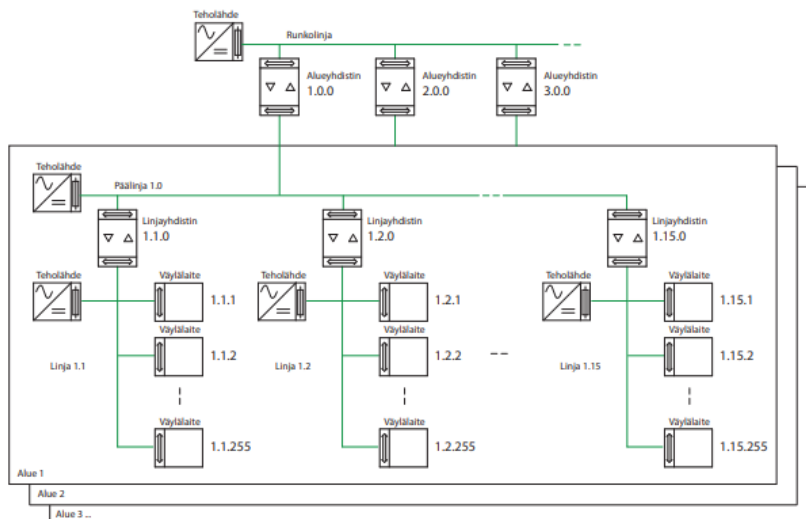 Teholähde
Runkolinja
Alueyhdistin
1.0.0
Alueyhdistin
2.0.0
Alueyhdistin
3.0.0
Teholähde
Päälinja 1.0
Linjayhdistin
1.1.0
Linjayhdistin
1.2.0
Linjayhdistin
1.15.0
Teholähde
Väylälaite
1.1.1
Teholähde
Väylälaite
1.2.1
Teholähde
Väylälaite
1.15.1
Linja 1.1
Väylälaite
1.1.2
Linja 1.2
Väylälaite
1.2.2
Linja 1.15
Väylälaite
1.15.2
Väylälaite
1.1.255
Väylälaite
1.2.255
Väylälaite
1.15.255
Alue 1
Alue 2
Alue 3 ...